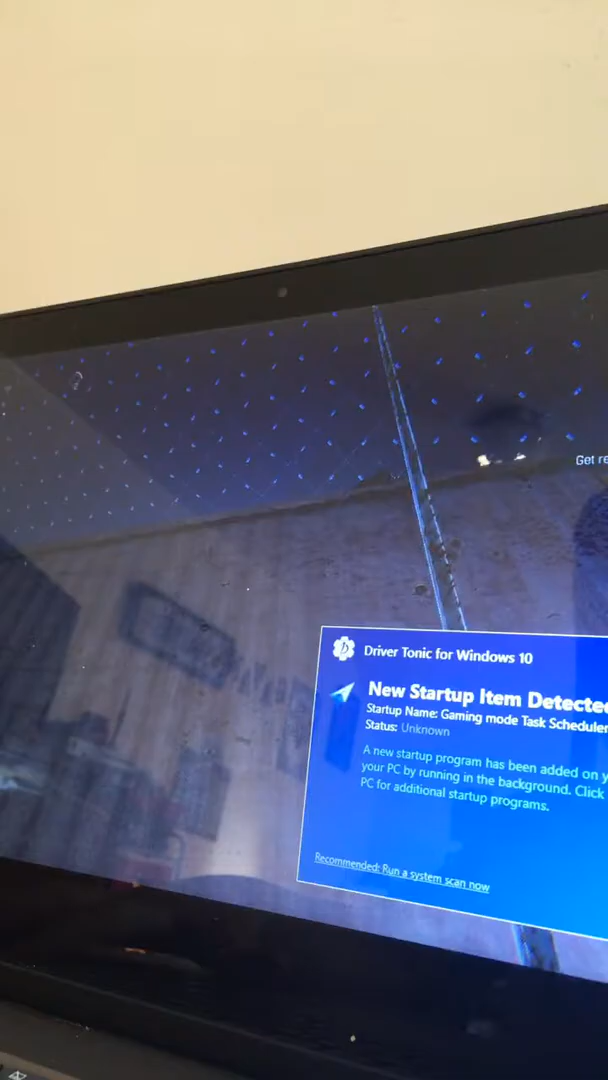 Get re
Driver Tonic for Windows 10
New Startup Item Detected
Startup Name: Gaming mode Task Scheduler
Status: Unknown
A new startup program has been added on y
your PC by running in the background. Click
PC for additional startup programs.
Recommended: Run a system scan now